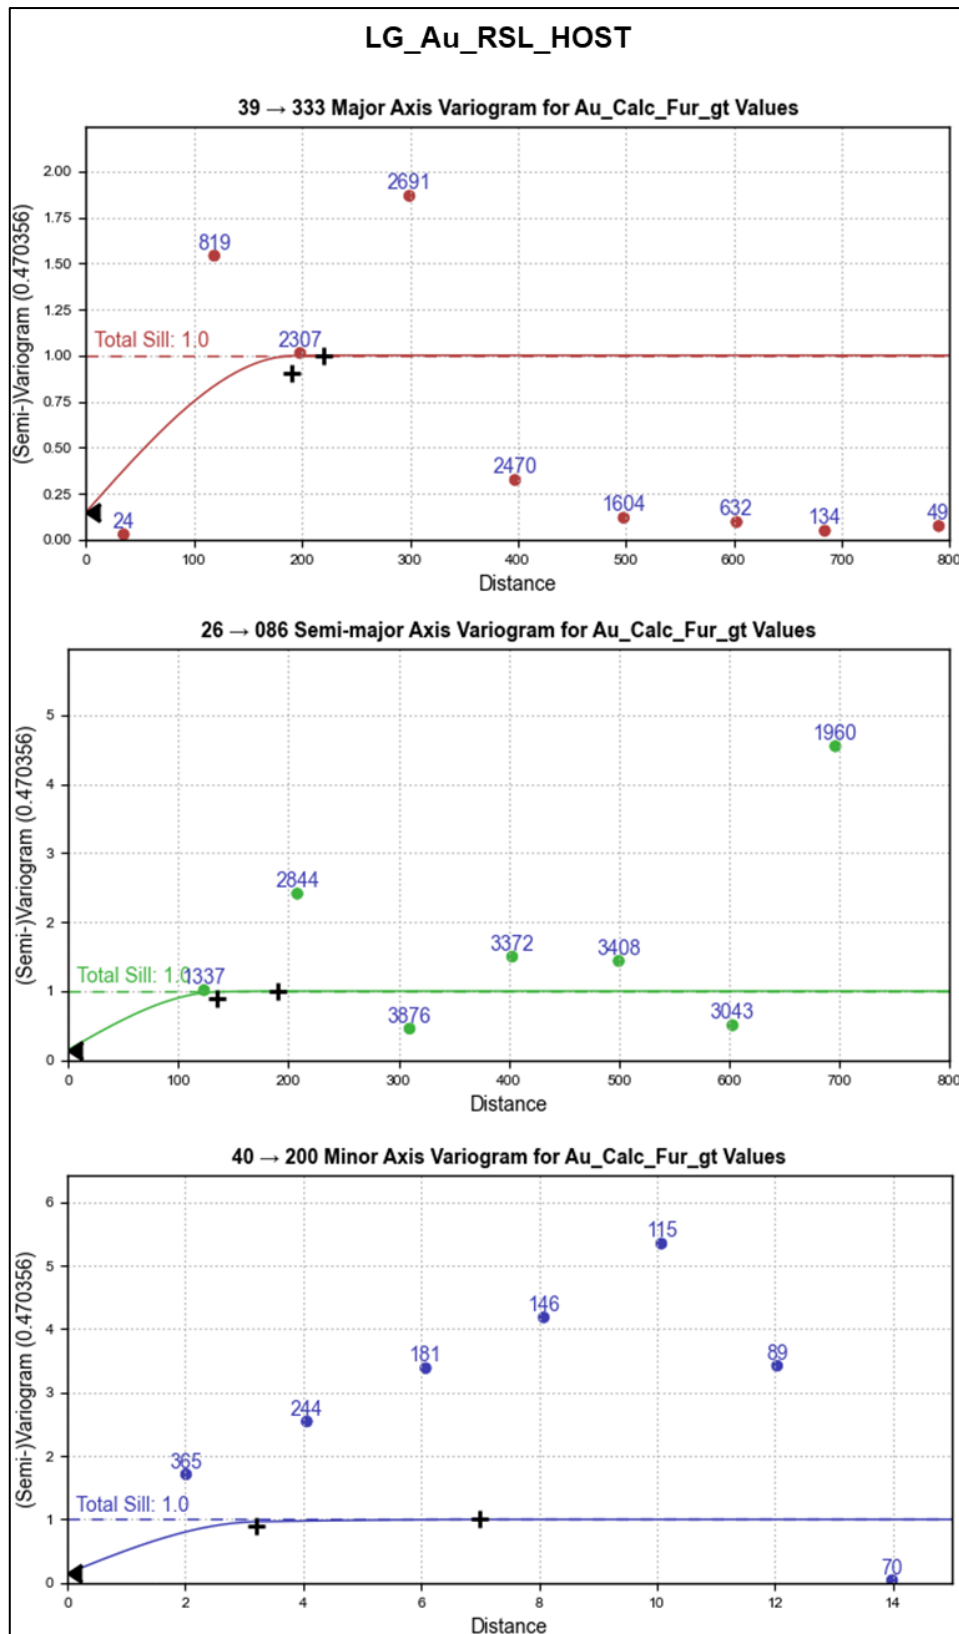 LG_Au_RSL_HOST
39 → 333 Major Axis Variogram for Au_Calc_Fur_gt Values
(Semi-)Variogram (0.470356)
2.00
1.75
1.50
1.25
1.00
0.75
0.50
0.25
0.00
Total Sill: 1.0
24
819
2307
2691
2470
1604
632
134
49
0 100 200 300 400 500 600 700 800
Distance
26 → 086 Semi-major Axis Variogram for Au_Calc_Fur_gt Values
(Semi-)Variogram (0.470356)
5
4
3
2
1
0
Total Sill: 1.0
1337
2844
3876
3372
3408
3043
1960
0 100 200 300 400 500 600 700 800
Distance
40 → 200 Minor Axis Variogram for Au_Calc_Fur_gt Values
(Semi-)Variogram (0.470356)
6
5
4
3
2
1
0
Total Sill: 1.0
365
244
181
146
115
89
70
0 2 4 6 8 10 12 14
Distance